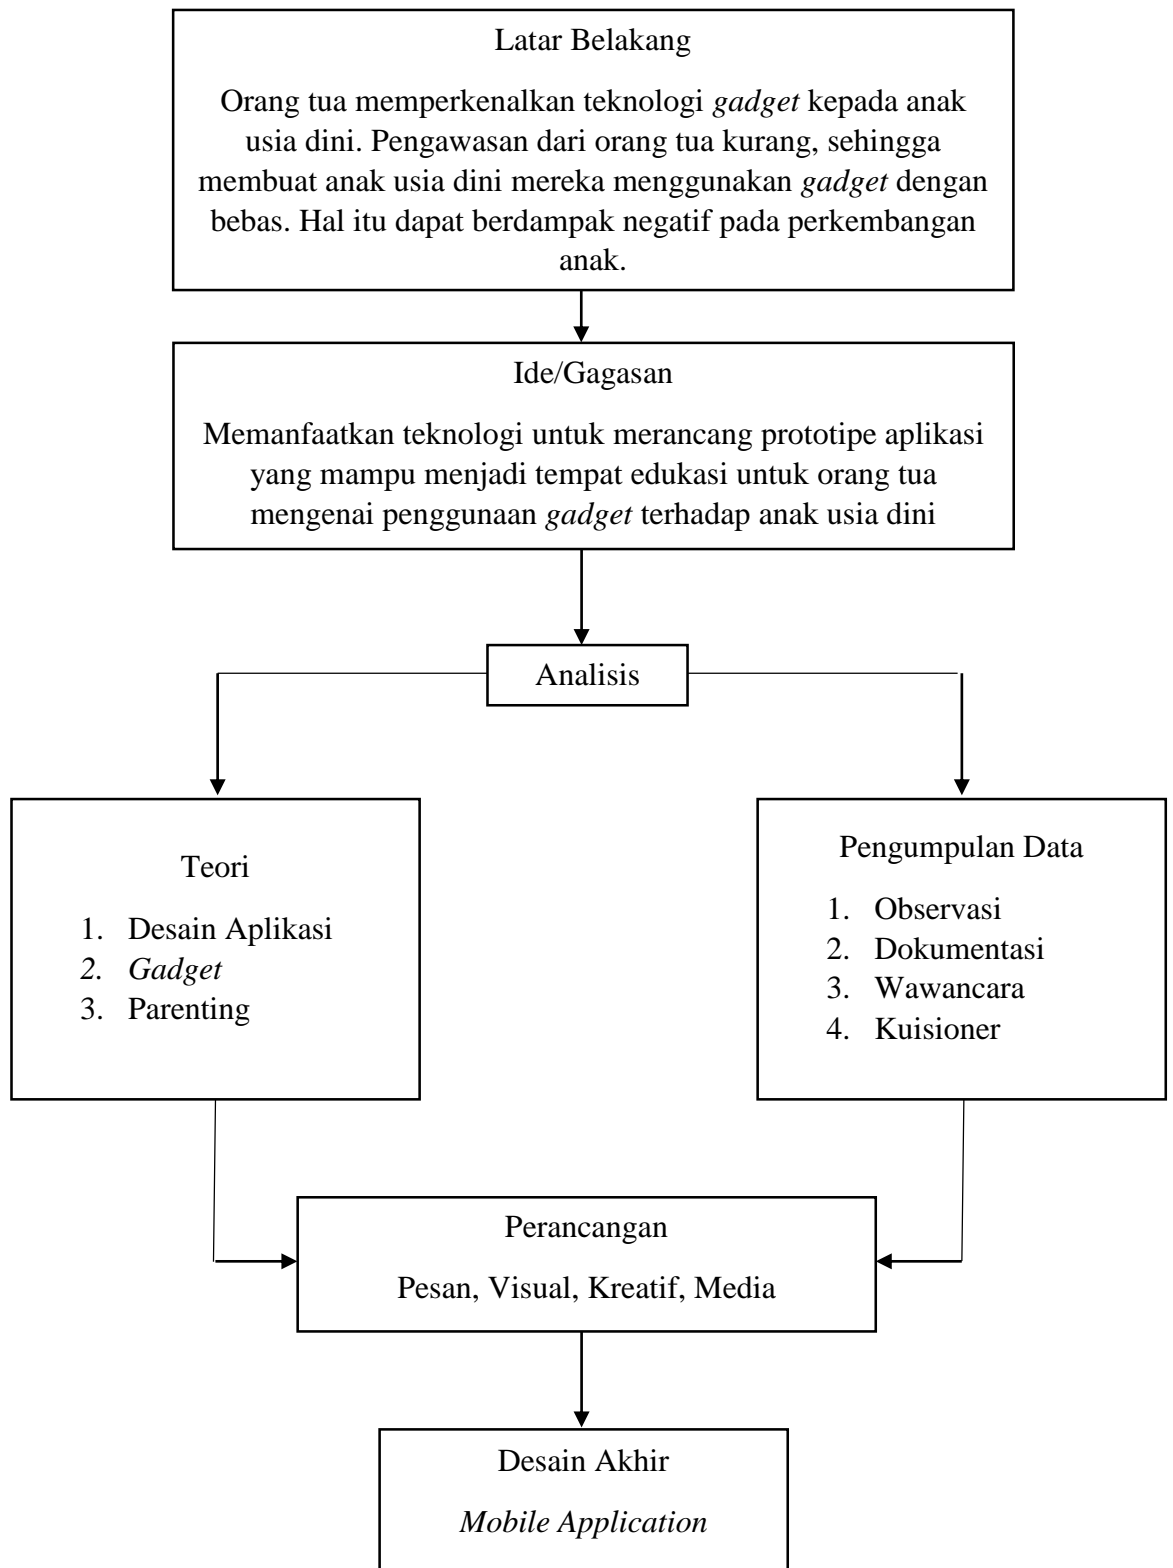 Latar Belakang
Orang tua memperkenalkan teknologi gadget kepada anak
usia dini. Pengawasan dari orang tua kurang, sehingga
membuat anak usia dini mereka menggunakan gadget dengan
bebas. Hal itu dapat berdampak negatif pada perkembangan
anak.
Ide/Gagasan
Memanfaatkan teknologi untuk merancang prototipe aplikasi
yang mampu menjadi tempat edukasi untuk orang tua
mengenai penggunaan gadget terhadap anak usia dini
Analisis
Teori
1. Desain Aplikasi
2. Gadget
3. Parenting
Pengumpulan Data
1. Observasi
2. Dokumentasi
3. Wawancara
4. Kuisioner
Perancangan
Pesan, Visual, Kreatif, Media
Desain Akhir
Mobile Application